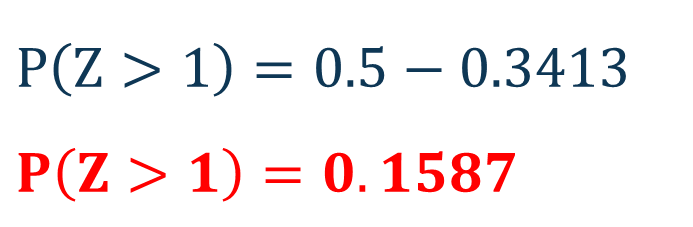 P(Z > 1) = 0.5 − 0.3413
P(Z > 1) = 0.1587